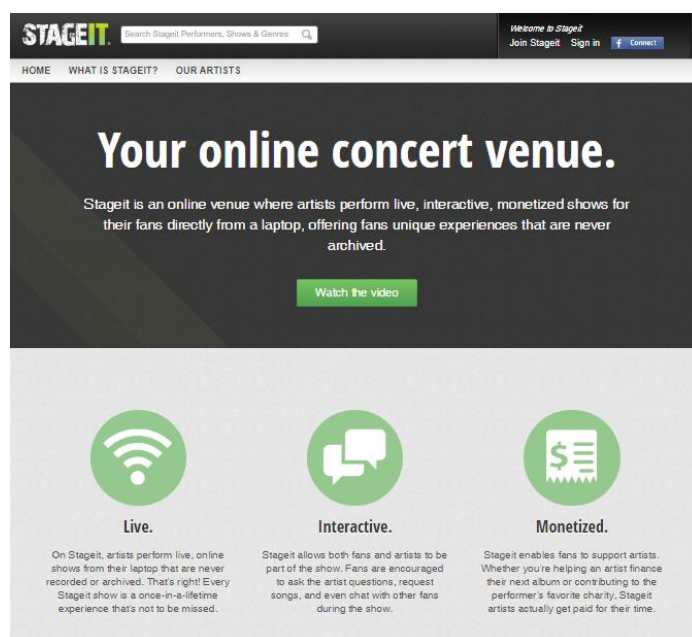 STAGEIT.
Search Stageit Performers, Shows & Genres
Welcome to Stageit
Join Stageit Sign in f Connect
HOME WHAT IS STAGEIT? OUR ARTISTS
Your online concert venue.
Stageit is an online venue where artists perform live, interactive, monetized shows for
their fans directly from a laptop, offering fans unique experiences that are never
archived.
Watch the video
$
Live.
On Stageit, artists perform live, online
shows from their laptop that are never
recorded or archived. That's right! Every
Stageit show is a once-in-a-lifetime
experience that's not to be missed.
Interactive.
Stageit allows both fans and artists to be
part of the show. Fans are encouraged
to ask the artist questions, request
songs, and even chat with other fans
during the show.
Monetized.
Stageit enables fans to support artists.
Whether you're helping an artist finance
their next album or contributing to the
performer's favorite charity, Stageit
artists actually get paid for their time.